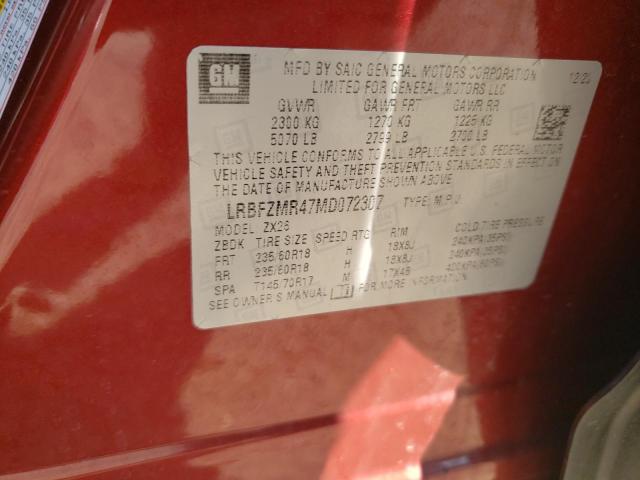 GM
MFD BY SAIC GENERAL MOTORS CORPORATION 12/20
LIMITED FOR GENERAL MOTORS LLC
GVWR GAWR FRT GAWR RR
2300 KG 1270 KG 1225 KG
5070 LB 2799 LB 2700 LB
THIS VEHICLE CONFORMS TO ALL APPLICABLE U.S. FEDERAL MOTOR
VEHICLE SAFETY AND THEFT PREVENTION STANDARDS IN EFFECT ON
THE DATE OF MANUFACTURE SHOWN ABOVE.
LRBFZMR47MD072307 TYPE: M.P.V.
MODEL: ZX26
ZBDK TIRE SIZE SPEED RTG RIM COLD TIRE PRESSURE
FRT 235/60R18 H 18X8J 240KPA(35PSI)
RR 235/60R18 H 18X8J 240KPA(35PSI)
SPA T145/70R17 M 17X4B 420KPA(60PSI)
SEE OWNER'S MANUAL FOR MORE INFORMATION